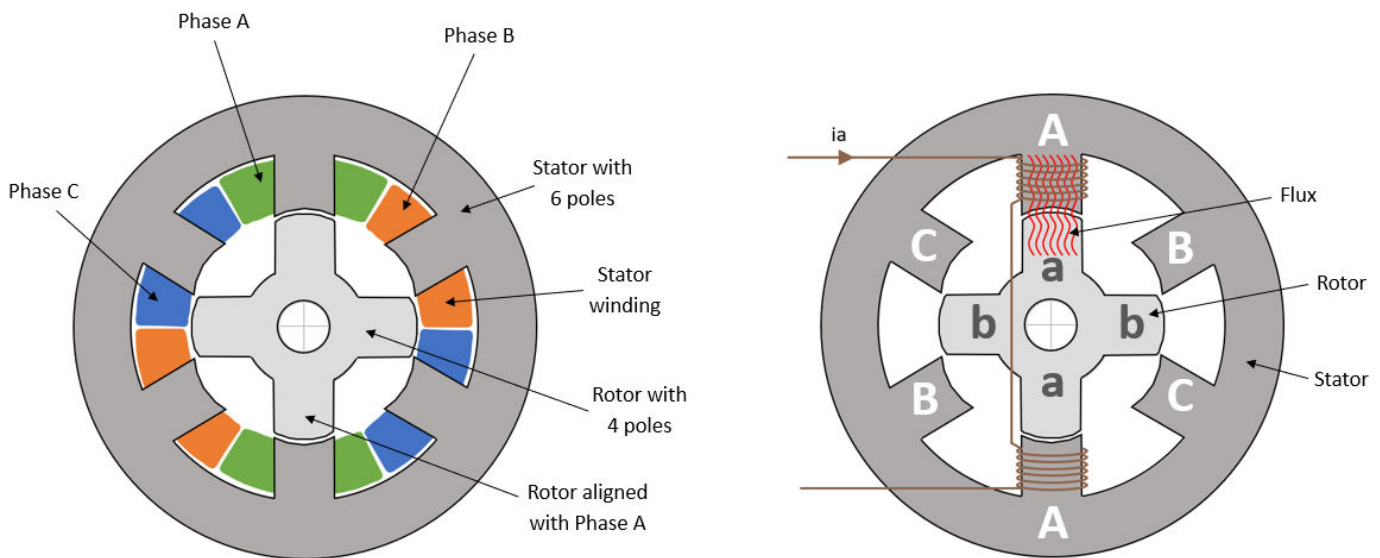 Phase A
Phase B
Phase C
Stator with
6 poles
Stator
winding
Rotor with
4 poles
Rotor aligned
with Phase A
ia
A
Flux
C
B
a
Rotor
b
b
a
B
C
Stator
A